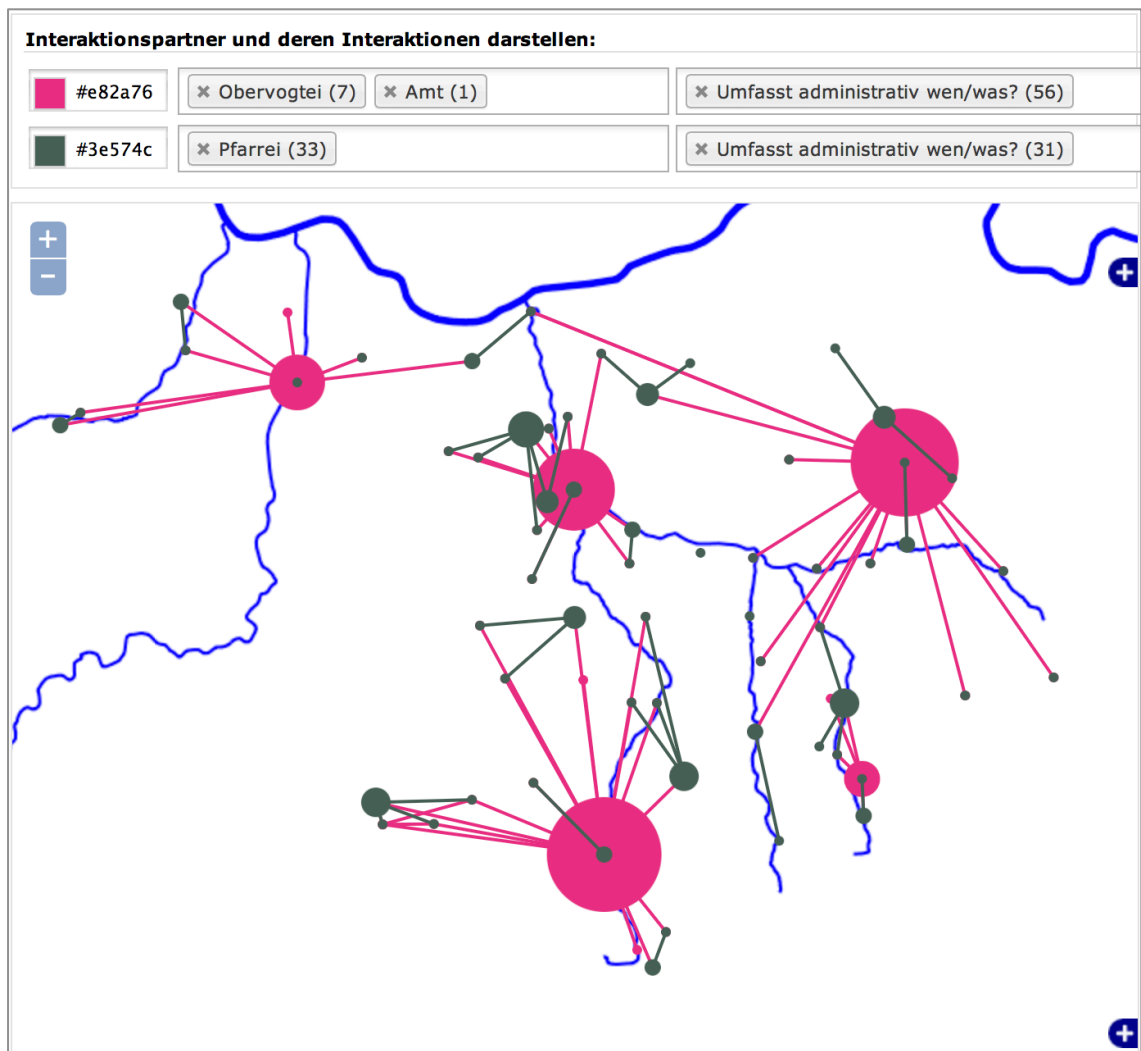 Interaktionspartner und deren Interaktionen darstellen:
#e82a76 × Obervogtei (7) × Amt (1) × Umfasst administrativ wen/was? (56)
#3e574c × Pfarrei (33) × Umfasst administrativ wen/was? (31)
+
−
+
+